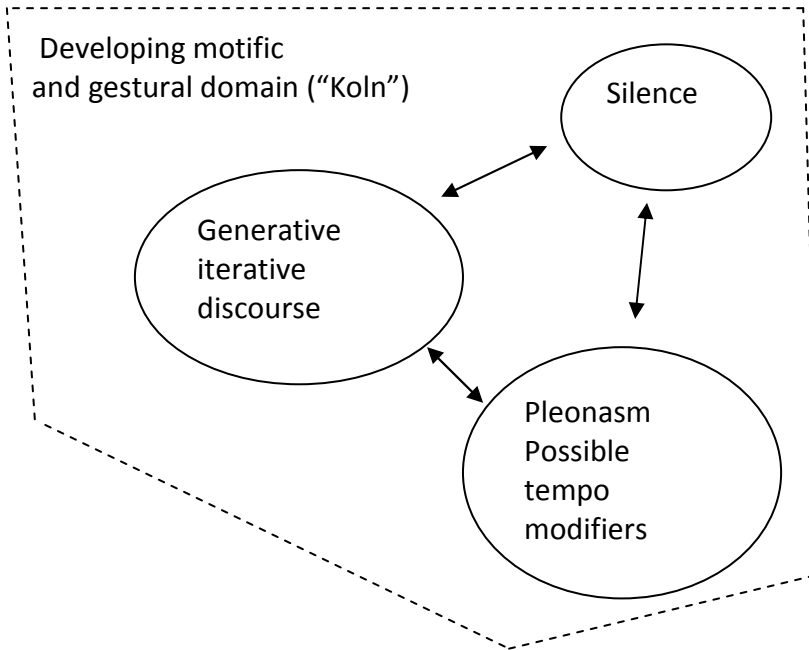 Developing motific
and gestural domain (“Koln”)
Silence
Generative
iterative
discourse
Pleonasm
Possible
tempo
modifiers